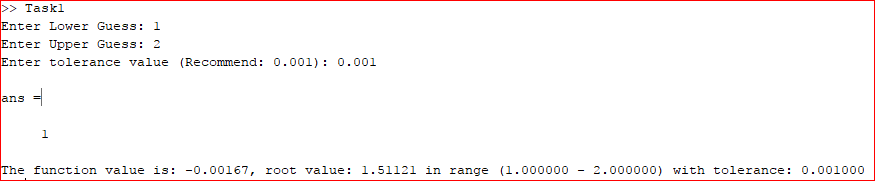 >> Task1
Enter Lower Guess: 1
Enter Upper Guess: 2
Enter tolerance value (Recommend: 0.001): 0.001
ans =
1
The function value is: -0.00167, root value: 1.51121 in range (1.000000 - 2.000000) with tolerance: 0.001000